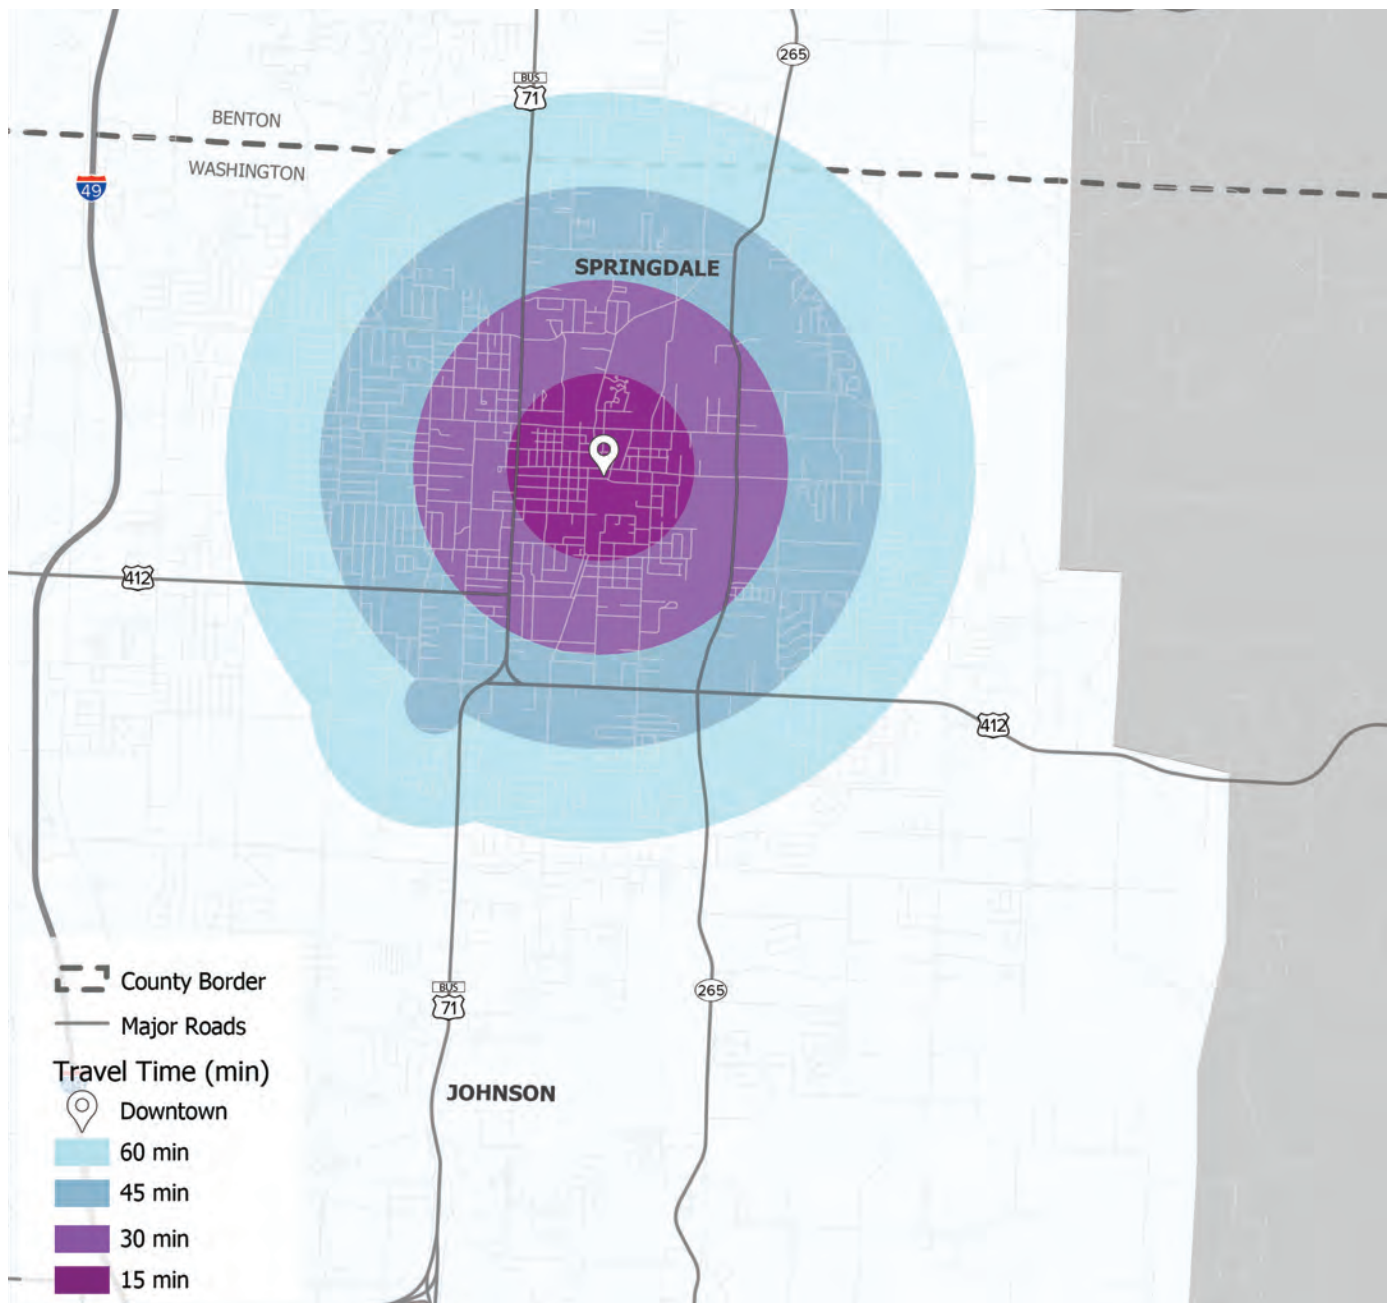 265
BUS
71
BENTON
WASHINGTON
49
SPRINGDALE
412
412
BUS
71
265
JOHNSON
County Border
Major Roads
Travel Time (min)
Downtown
60 min
45 min
30 min
15 min